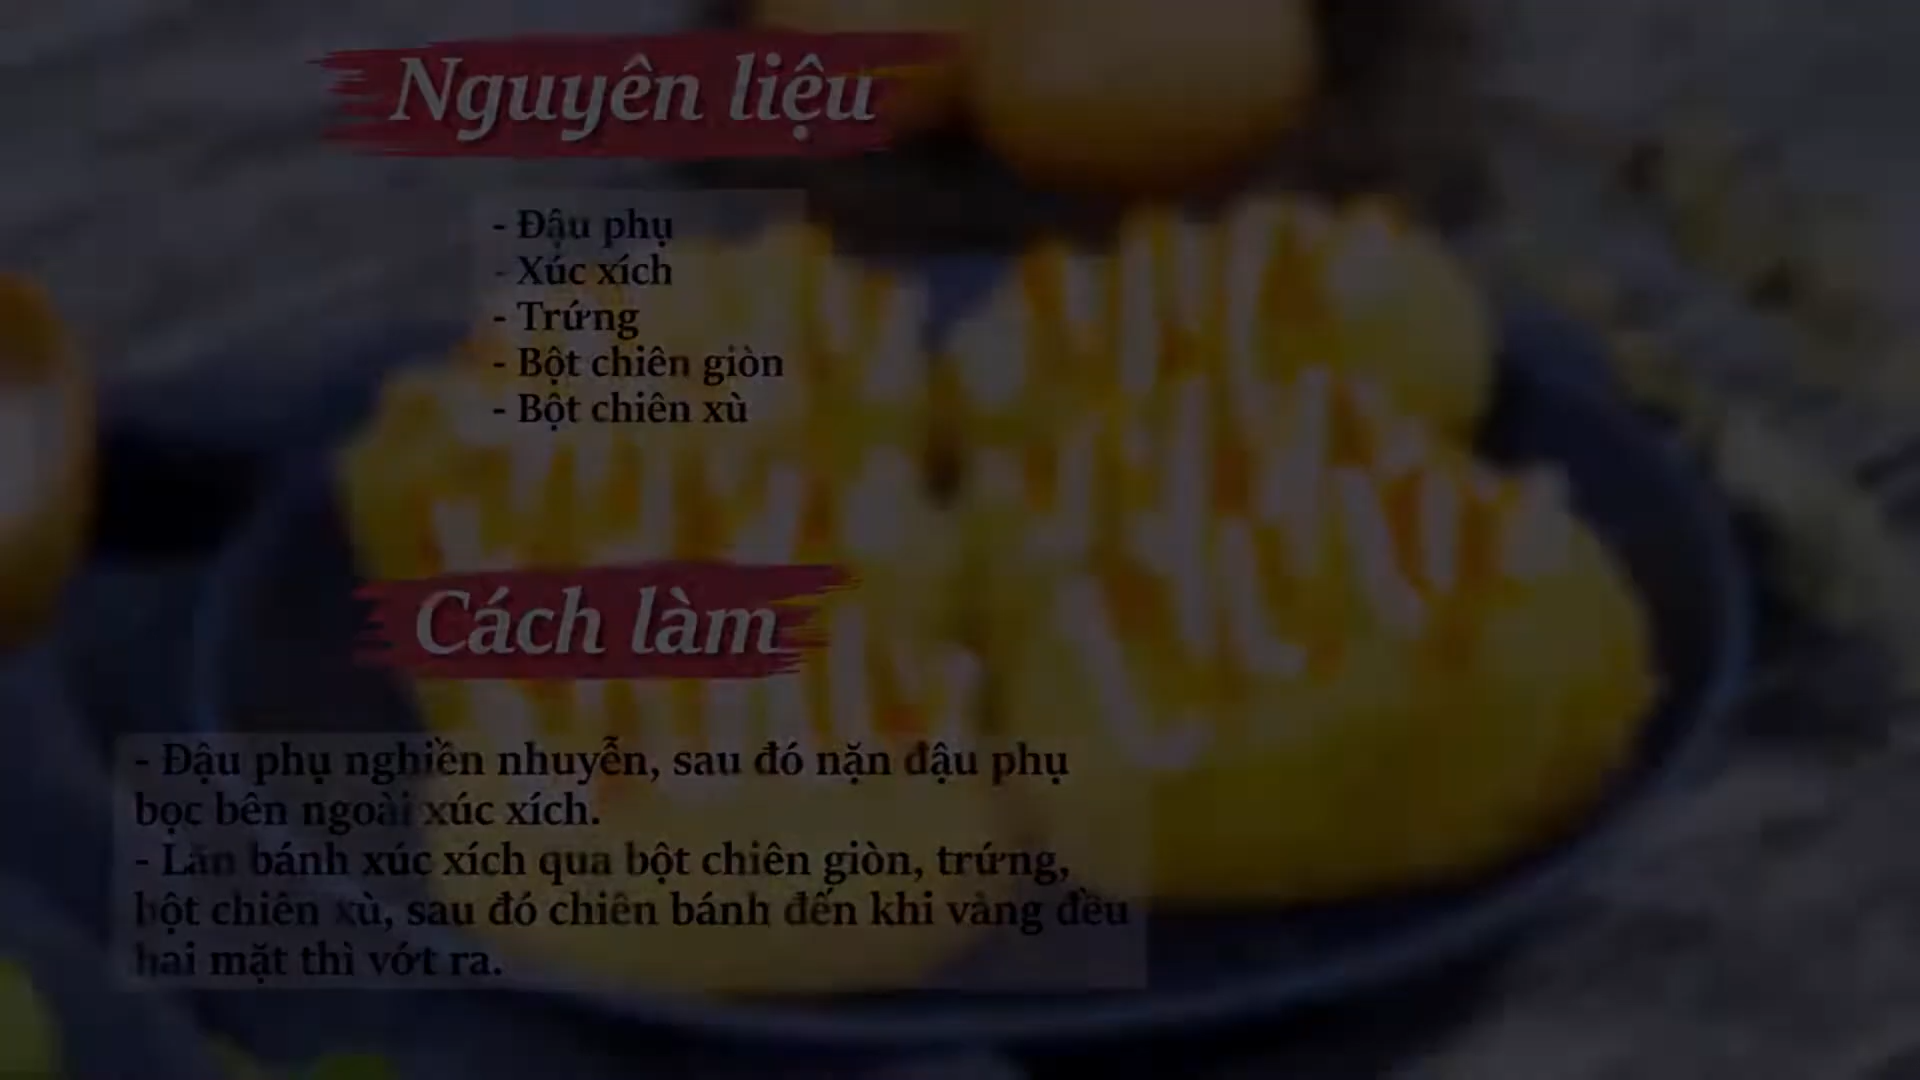 Nguyên liệu
- Đậu phụ
- Xúc xích
- Trứng
- Bột chiên giòn
- Bột chiên xù
Cách làm
- Đậu phụ nghiền nhuyễn, sau đó nặn đậu phụ
bọc bên ngoài xúc xích.
- Lăn bánh xúc xích qua bột chiên giòn, trứng,
bột chiên xù, sau đó chiên bánh đến khi vàng đều
hai mặt thì vớt ra.